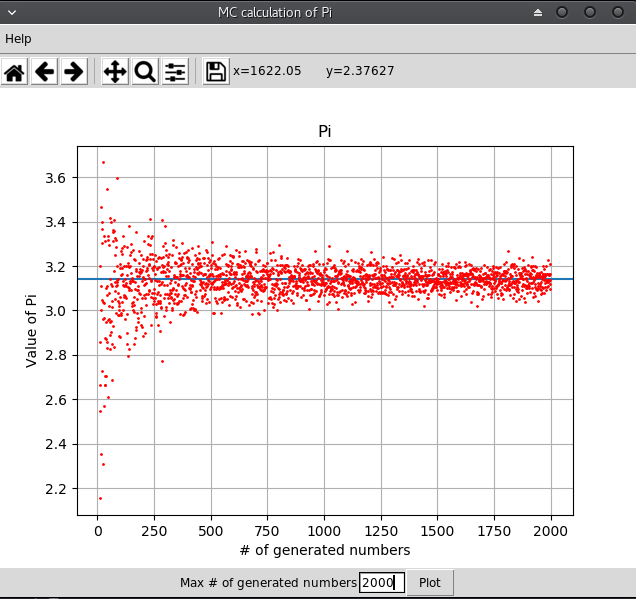 MC calculation of Pi
Help
x=1622.05 y=2.37627
Pi
3.6
3.4
3.2
3.0
2.8
2.6
2.4
2.2
Value of Pi
0 250 500 750 1000 1250 1500 1750 2000
# of generated numbers
Max # of generated numbers 2000 Plot